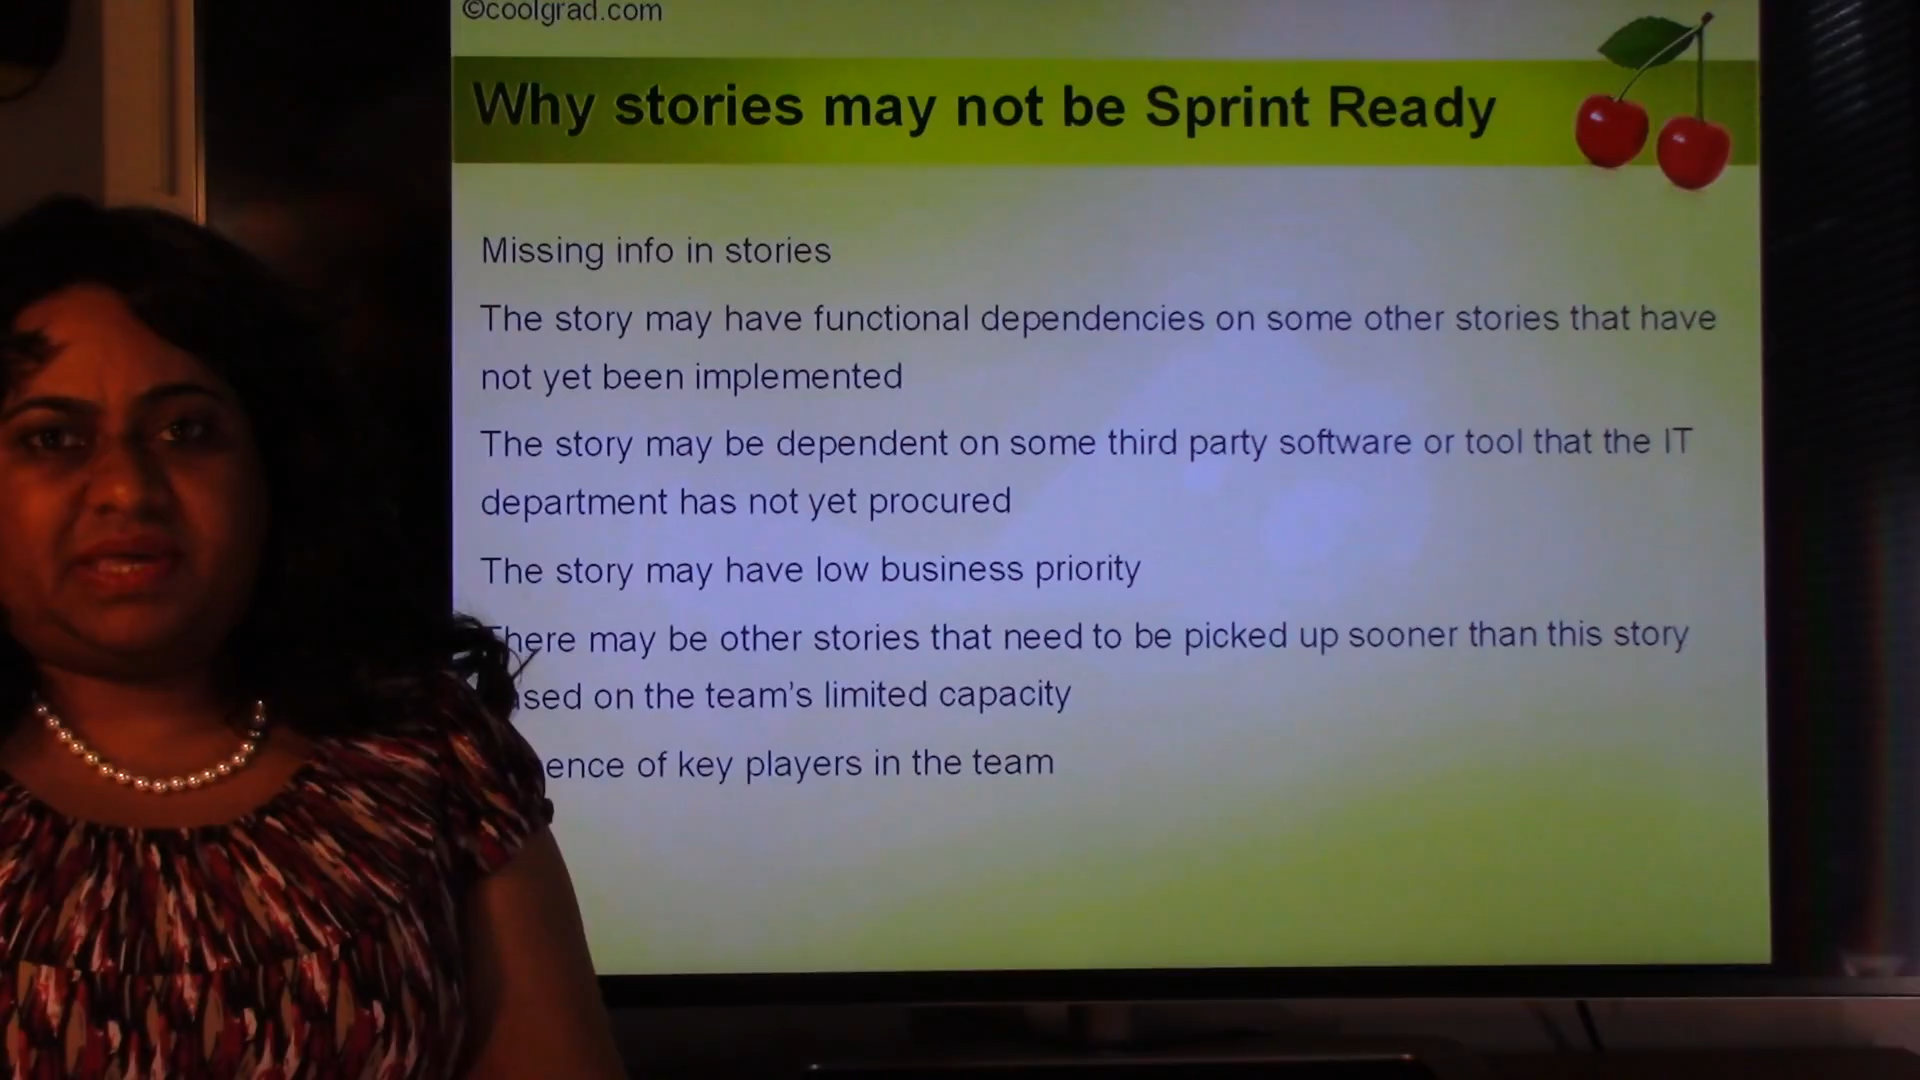 ©coolgrad.com
Why stories may not be Sprint Ready
Missing info in stories
The story may have functional dependencies on some other stories that have
not yet been implemented
The story may be dependent on some third party software or tool that the IT
department has not yet procured
The story may have low business priority
There may be other stories that need to be picked up sooner than this story
on the team's limited capacity
of key players in the team